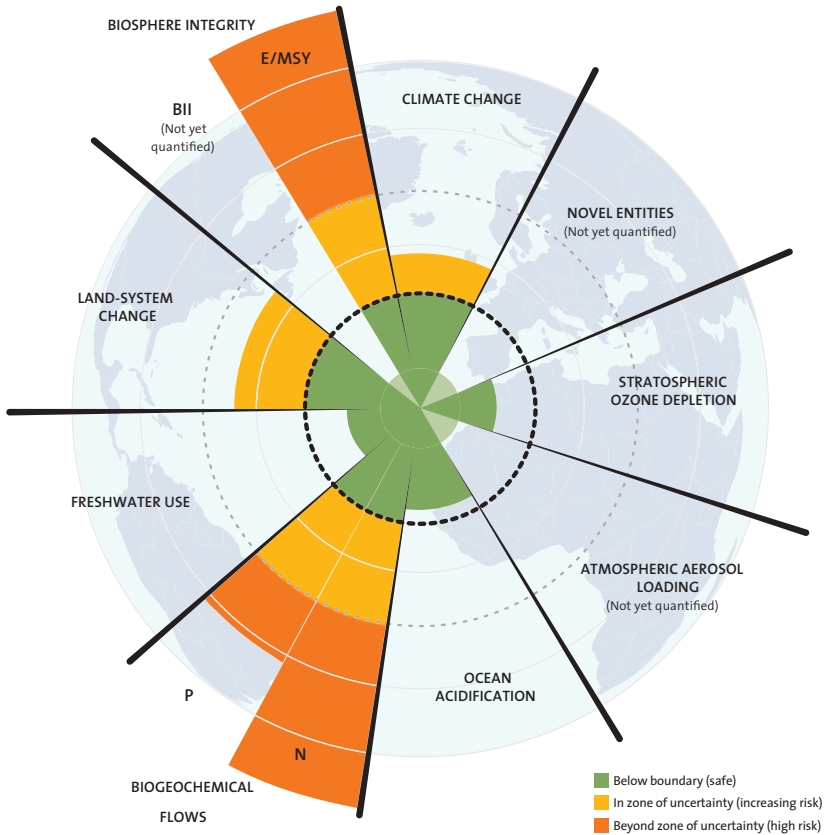 BIOSPHERE INTEGRITY
E/MSY
BII
(Not yet
quantified)
CLIMATE CHANGE
NOVEL ENTITIES
(Not yet quantified)
LAND-SYSTEM
CHANGE
STRATOSPHERIC
OZONE DEPLETION
FRESHWATER USE
ATMOSPHERIC AEROSOL
LOADING
(Not yet quantified)
OCEAN
ACIDIFICATION
P
N
BIOGEOCHEMICAL
FLOWS
Below boundary (safe)
In zone of uncertainty (increasing risk)
Beyond zone of uncertainty (high risk)